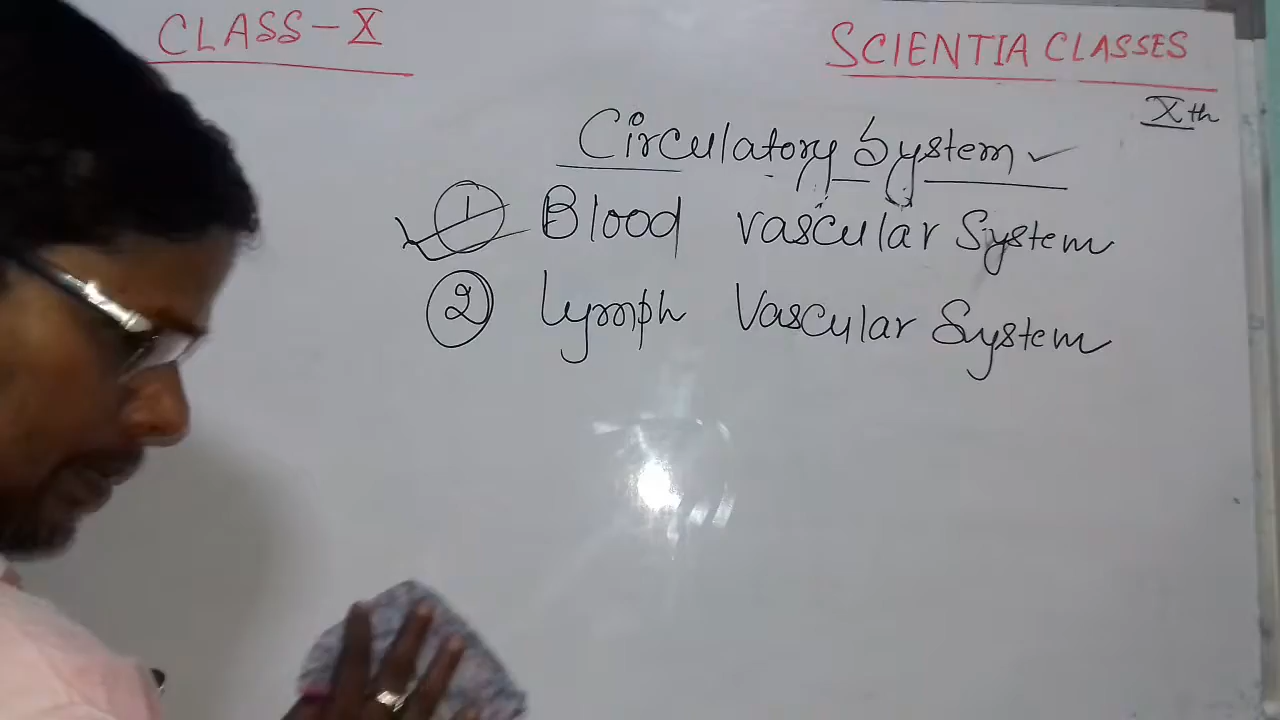 CLASS-X
SCIENTIA CLASSES
Xth
Circulatory System ✓
① Blood vascular System
② Lymph Vascular System